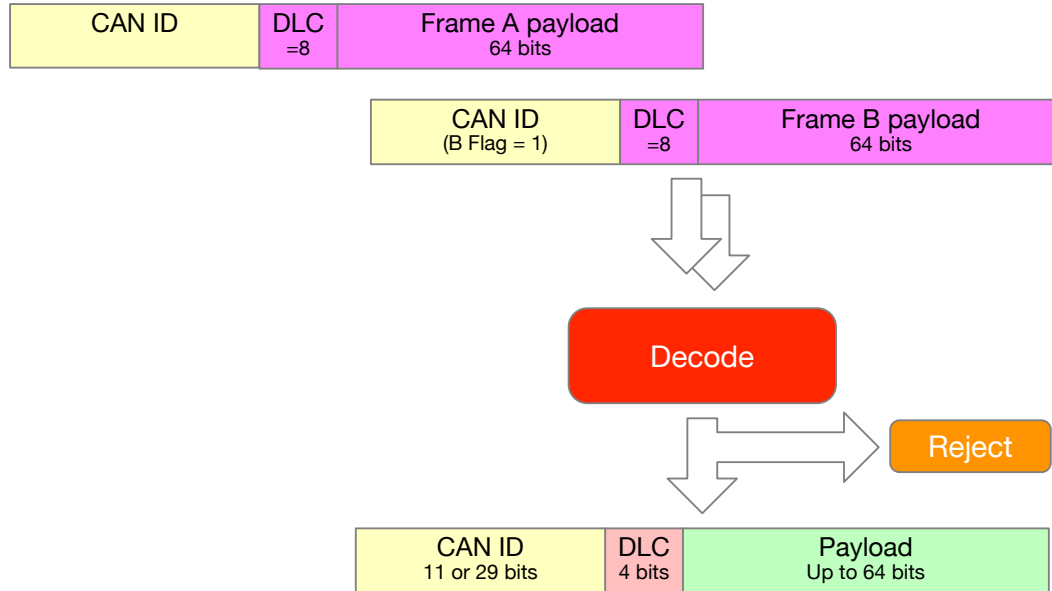 CAN ID
DLC
=8
Frame A payload
64 bits
CAN ID
(B Flag = 1)
DLC
=8
Frame B payload
64 bits
Decode
Reject
CAN ID
11 or 29 bits
DLC
4 bits
Payload
Up to 64 bits